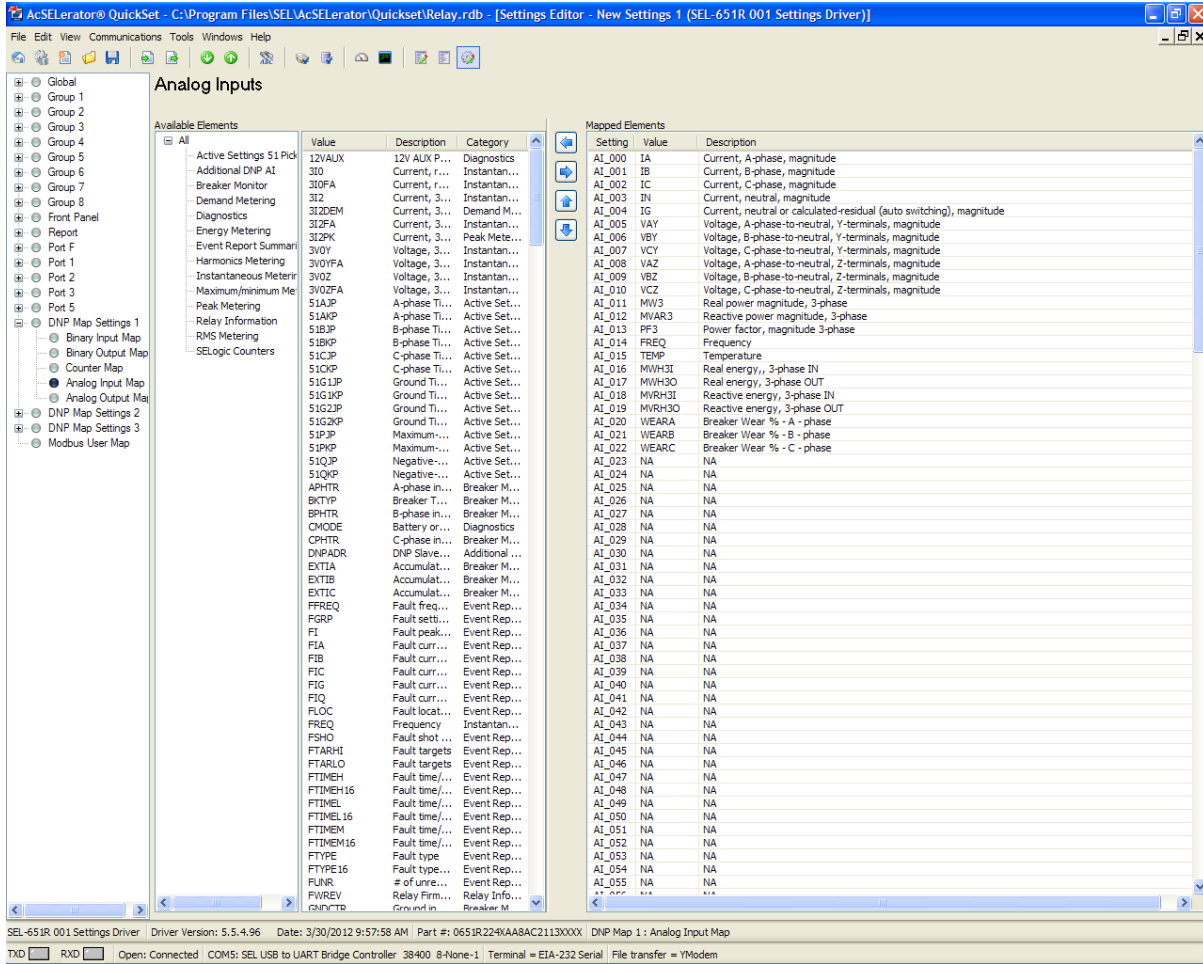 AcSELerator® QuickSet - C:\Program Files\SEL\AcSELerator\Quickset\Relay.rdb - [Settings Editor - New Settings 1 (SEL-651R 001 Settings Driver)]
File Edit View Communications Tools Windows Help
Global
Group 1
Group 2
Group 3
Group 4
Group 5
Group 6
Group 7
Group 8
Front Panel
Report
Port F
Port 1
Port 2
Port 3
Port 5
DNP Map Settings 1
Binary Input Map
Binary Output Map
Counter Map
Analog Input Map
Analog Output Ma
DNP Map Settings 2
DNP Map Settings 3
Modbus User Map
Analog Inputs
Available Elements
All
Active Settings 51 Pick
Additional DNP AI
Breaker Monitor
Demand Metering
Diagnostics
Energy Metering
Event Report Summari
Harmonics Metering
Instantaneous Meterin
Maximum/minimum Me
Peak Metering
Relay Information
RMS Metering
SELogic Counters
Value Description Category
12VAUX 12V AUX P... Diagnostics
3I0 Current, r... Instantan...
3I0FA Current, r... Instantan...
3I2 Current, 3... Instantan...
3I2DEM Current, 3... Demand M...
3I2FA Current, 3... Instantan...
3I2PK Current, 3... Peak Mete...
3V0Y Voltage, 3... Instantan...
3V0YFA Voltage, 3... Instantan...
3V0Z Voltage, 3... Instantan...
3V0ZFA Voltage, 3... Instantan...
51AJP A-phase Ti... Active Set...
51AKP A-phase Ti... Active Set...
51BJP B-phase Ti... Active Set...
51BKP B-phase Ti... Active Set...
51CJP C-phase Ti... Active Set...
51CKP C-phase Ti... Active Set...
51G1JP Ground Ti... Active Set...
51G1KP Ground Ti... Active Set...
51G2JP Ground Ti... Active Set...
51G2KP Ground Ti... Active Set...
51PJP Maximum-... Active Set...
51PKP Maximum-... Active Set...
51QJP Negative-... Active Set...
51QKP Negative-... Active Set...
APHTR A-phase in... Breaker M...
BKTYP Breaker T... Breaker M...
BPHTR B-phase in... Breaker M...
CMODE Battery or... Diagnostics
CPHTR C-phase in... Breaker M...
DNPADR DNP Slave... Additional ...
EXTIA Accumulat... Breaker M...
EXTIB Accumulat... Breaker M...
EXTIC Accumulat... Breaker M...
FFREQ Fault freq... Event Rep...
FGRP Fault setti... Event Rep...
FI Fault peak... Event Rep...
FIA Fault curr... Event Rep...
FIB Fault curr... Event Rep...
FIC Fault curr... Event Rep...
FIG Fault curr... Event Rep...
FIQ Fault curr... Event Rep...
FLOC Fault locat... Event Rep...
FREQ Frequency Instantan...
FSHO Fault shot ... Event Rep...
FTARHI Fault targets Event Rep...
FTARLO Fault targets Event Rep...
FTIMEH Fault time/... Event Rep...
FTIMEH16 Fault time/... Event Rep...
FTIMEL Fault time/... Event Rep...
FTIMEL16 Fault time/... Event Rep...
FTIMEM Fault time/... Event Rep...
FTIMEM16 Fault time/... Event Rep...
FTYPE Fault type Event Rep...
FTYPE16 Fault type... Event Rep...
FUNR # of unre... Event Rep...
FWREV Relay Firm... Relay Info...
GNDCTR Ground in... Breaker M...
Mapped Elements
Setting Value Description
AI_000 IA Current, A-phase, magnitude
AI_001 IB Current, B-phase, magnitude
AI_002 IC Current, C-phase, magnitude
AI_003 IN Current, neutral, magnitude
AI_004 IG Current, neutral or calculated-residual (auto switching), magnitude
AI_005 VAY Voltage, A-phase-to-neutral, Y-terminals, magnitude
AI_006 VBY Voltage, B-phase-to-neutral, Y-terminals, magnitude
AI_007 VCY Voltage, C-phase-to-neutral, Y-terminals, magnitude
AI_008 VAZ Voltage, A-phase-to-neutral, Z-terminals, magnitude
AI_009 VBZ Voltage, B-phase-to-neutral, Z-terminals, magnitude
AI_010 VCZ Voltage, C-phase-to-neutral, Z-terminals, magnitude
AI_011 MW3 Real power magnitude, 3-phase
AI_012 MVAR3 Reactive power magnitude, 3-phase
AI_013 PF3 Power factor, magnitude 3-phase
AI_014 FREQ Frequency
AI_015 TEMP Temperature
AI_016 MWH3I Real energy,, 3-phase IN
AI_017 MWH3O Real energy, 3-phase OUT
AI_018 MVRH3I Reactive energy, 3-phase IN
AI_019 MVRH3O Reactive energy, 3-phase OUT
AI_020 WEARA Breaker Wear % - A - phase
AI_021 WEARB Breaker Wear % - B - phase
AI_022 WEARC Breaker Wear % - C - phase
AI_023 NA NA
AI_024 NA NA
AI_025 NA NA
AI_026 NA NA
AI_027 NA NA
AI_028 NA NA
AI_029 NA NA
AI_030 NA NA
AI_031 NA NA
AI_032 NA NA
AI_033 NA NA
AI_034 NA NA
AI_035 NA NA
AI_036 NA NA
AI_037 NA NA
AI_038 NA NA
AI_039 NA NA
AI_040 NA NA
AI_041 NA NA
AI_042 NA NA
AI_043 NA NA
AI_044 NA NA
AI_045 NA NA
AI_046 NA NA
AI_047 NA NA
AI_048 NA NA
AI_049 NA NA
AI_050 NA NA
AI_051 NA NA
AI_052 NA NA
AI_053 NA NA
AI_054 NA NA
AI_055 NA NA
SEL-651R 001 Settings Driver Driver Version: 5.5.4.96 Date: 3/30/2012 9:57:58 AM Part #: 0651R224XAA8AC2113XXXX DNP Map 1 : Analog Input Map
TXD RXD Open: Connected COM5: SEL USB to UART Bridge Controller 38400 8-None-1 Terminal = EIA-232 Serial File transfer = YModem